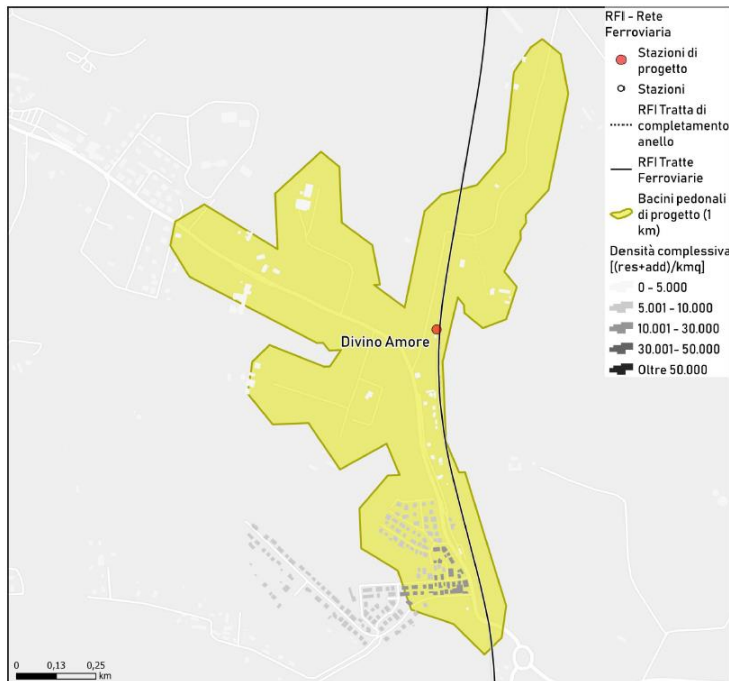 RFI - Rete
Ferroviaria
Stazioni di
progetto
Stazioni
RFI Tratta di
completamento
anello
RFI Tratte
Ferroviarie
Bacini pedonali
di progetto (1
km)
Densità complessiva
[(res+add)/kmq]
0 - 5.000
5.001 - 10.000
10.001 - 30.000
30.001- 50.000
Oltre 50.000
Divino Amore
0 0,13 0,25
km